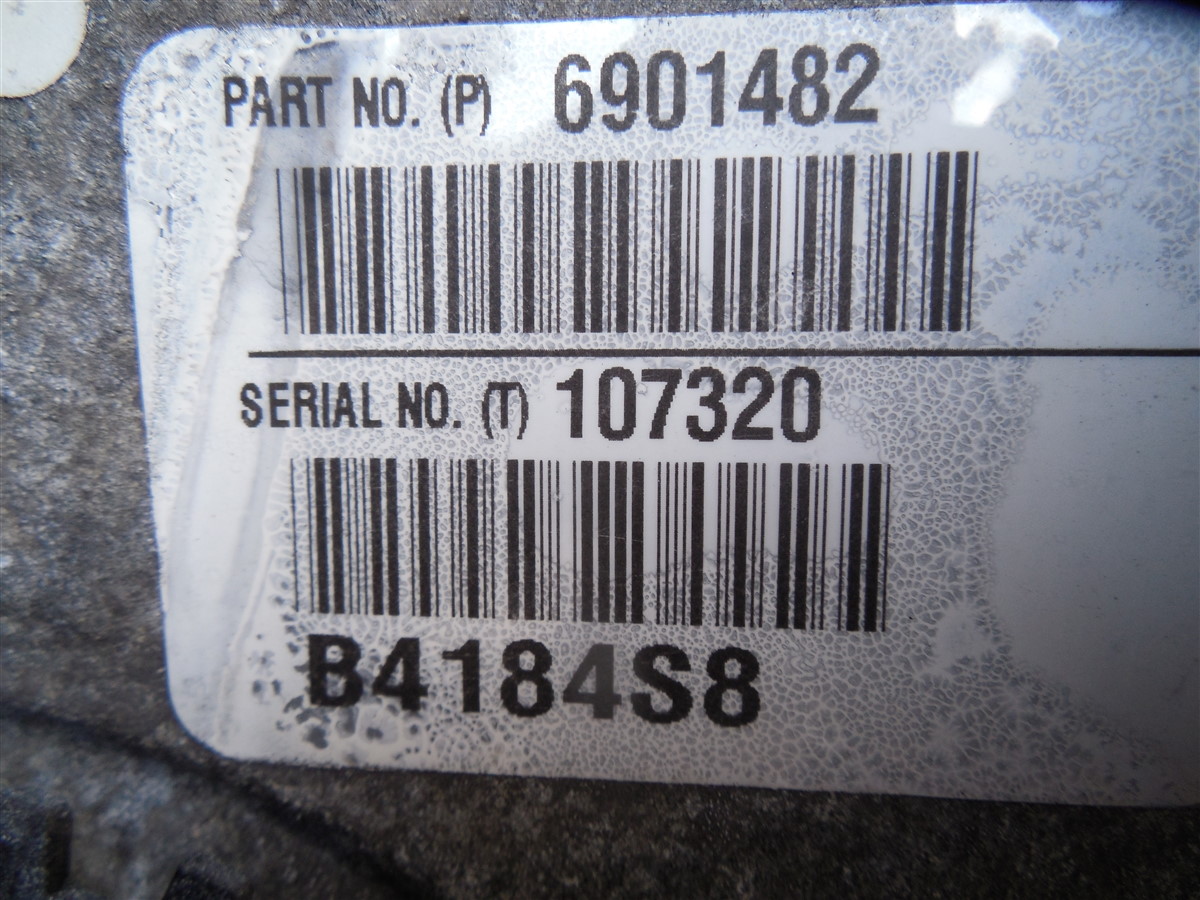 PART NO. (P) 6901482
SERIAL NO. (T) 107320
B4184S8